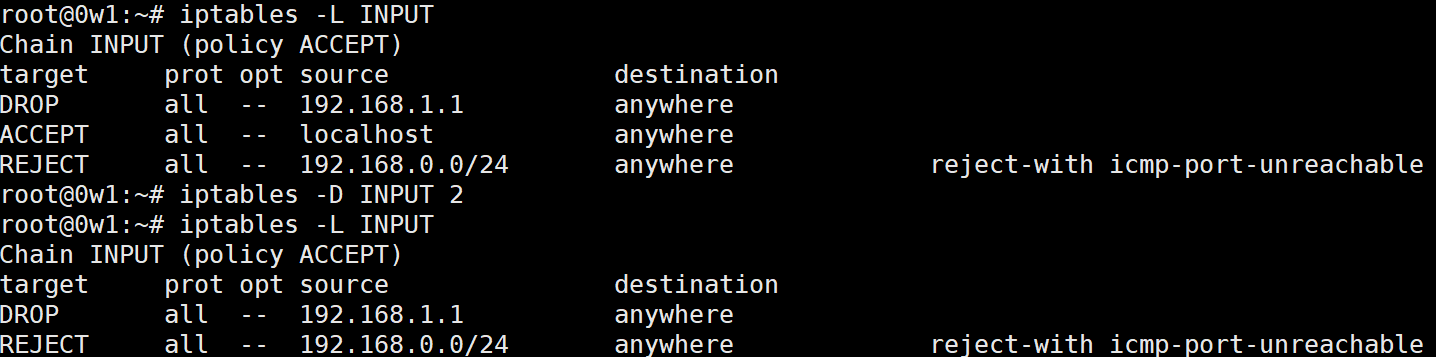 root@0w1:~# iptables -L INPUT
Chain INPUT (policy ACCEPT)
target     prot opt source               destination
DROP       all  --  192.168.1.1          anywhere
ACCEPT     all  --  localhost            anywhere
REJECT     all  --  192.168.0.0/24       anywhere             reject-with icmp-port-unreachable
root@0w1:~# iptables -D INPUT 2
root@0w1:~# iptables -L INPUT
Chain INPUT (policy ACCEPT)
target     prot opt source               destination
DROP       all  --  192.168.1.1          anywhere
REJECT     all  --  192.168.0.0/24       anywhere             reject-with icmp-port-unreachable